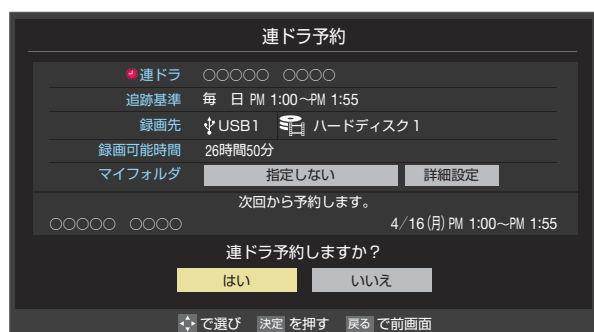 連ドラ予約
連ドラ ○○○○○ ○○○○
追跡基準 毎 日 PM 1:00～PM 1:55
録画先 USB1 ハードディスク1
録画可能時間 26時間50分
マイフォルダ 指定しない 詳細設定
次回から予約します。
○○○○○ ○○○○ 4/16(月) PM 1:00～PM 1:55
連ドラ予約しますか？
はい いいえ
で選び 決定 を押す 戻る で前画面